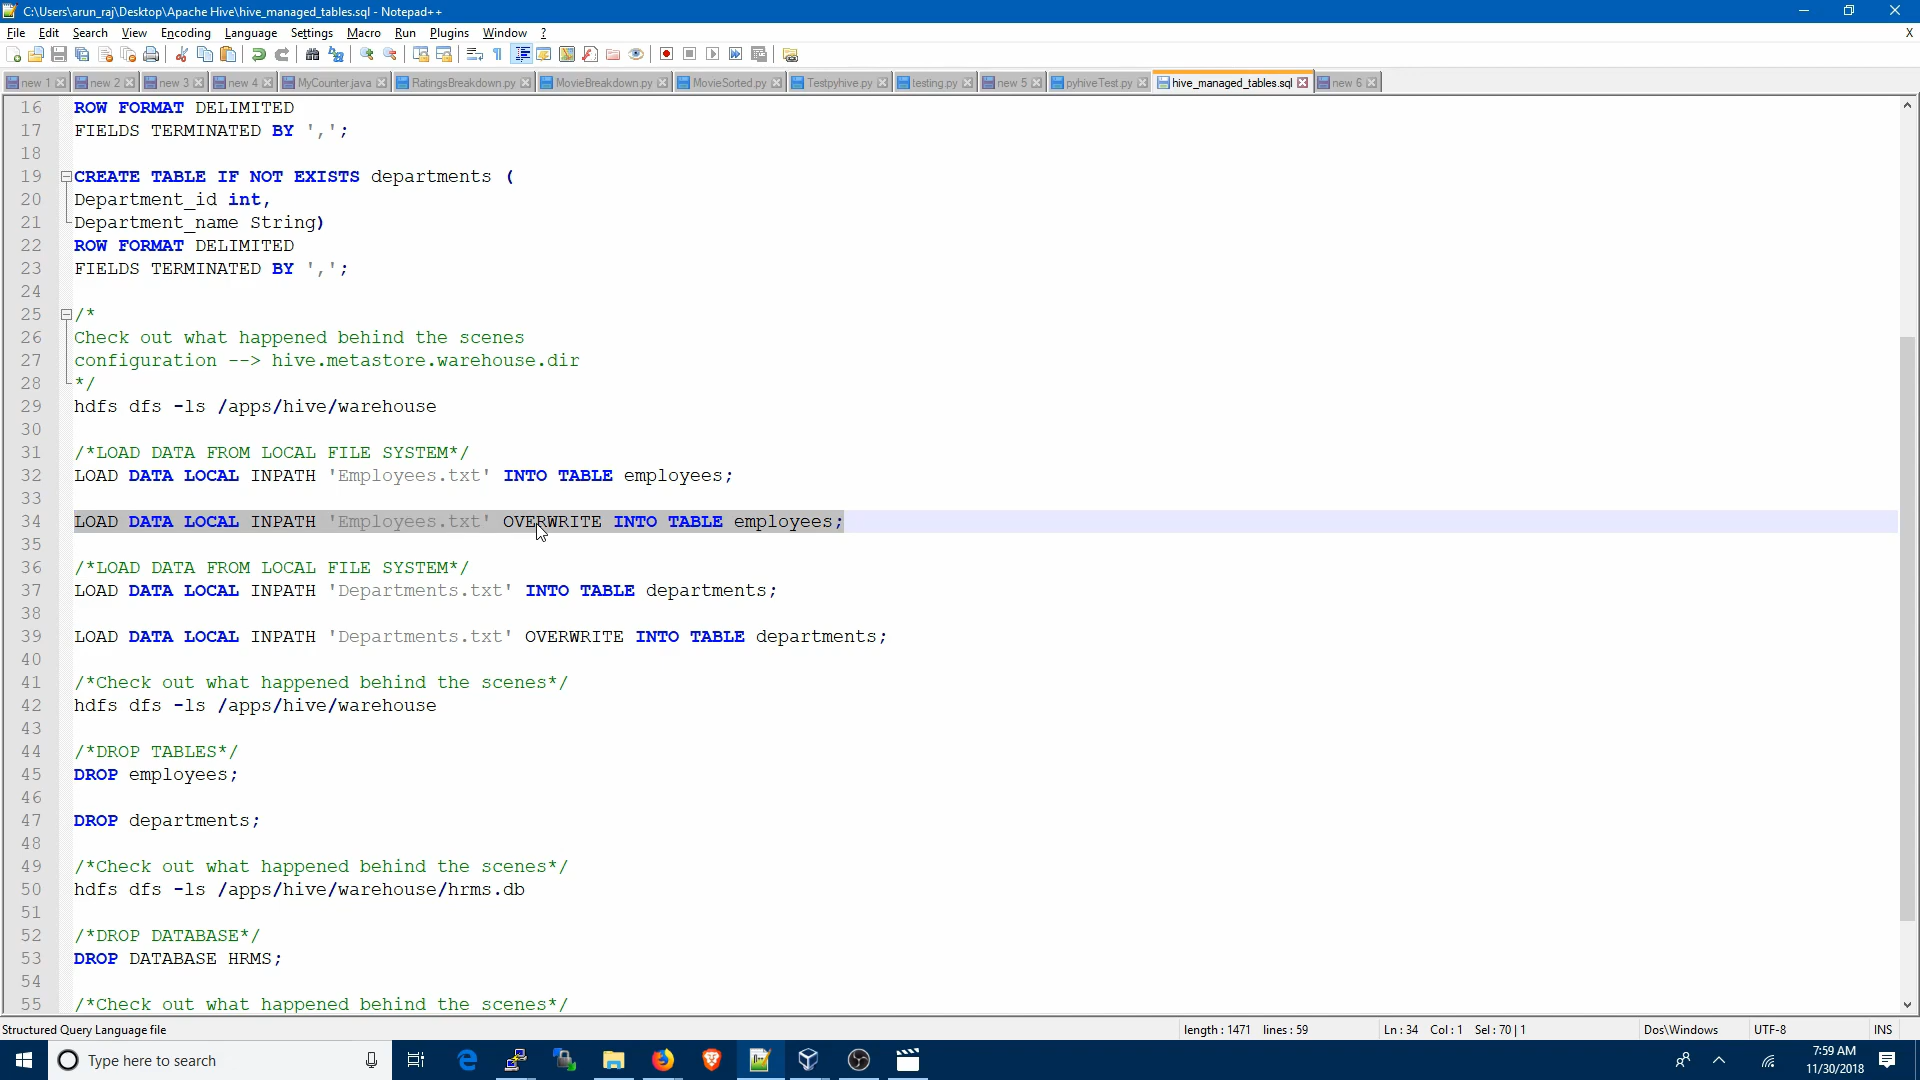 C:\Users\arun_raj\Desktop\Apache Hive\hive_managed_tables.sql - Notepad++
File Edit Search View Encoding Language Settings Macro Run Plugins Window ? X
new 1 new 2 new 3 new 4 MyCounter.java RatingsBreakdown.py MovieBreakdown.py MovieSorted.py Testpyhive.py testing.py new 5 pyhiveTest.py hive_managed_tables.sql new 6
16 ROW FORMAT DELIMITED
17 FIELDS TERMINATED BY ',';
18
19 CREATE TABLE IF NOT EXISTS departments (
20 Department_id int,
21 Department_name String)
22 ROW FORMAT DELIMITED
23 FIELDS TERMINATED BY ',';
24
25 /*
26 Check out what happened behind the scenes
27 configuration --> hive.metastore.warehouse.dir
28 */
29 hdfs dfs -ls /apps/hive/warehouse
30
31 /*LOAD DATA FROM LOCAL FILE SYSTEM*/
32 LOAD DATA LOCAL INPATH 'Employees.txt' INTO TABLE employees;
33
34 LOAD DATA LOCAL INPATH 'Employees.txt' OVERWRITE INTO TABLE employees;
35
36 /*LOAD DATA FROM LOCAL FILE SYSTEM*/
37 LOAD DATA LOCAL INPATH 'Departments.txt' INTO TABLE departments;
38
39 LOAD DATA LOCAL INPATH 'Departments.txt' OVERWRITE INTO TABLE departments;
40
41 /*Check out what happened behind the scenes*/
42 hdfs dfs -ls /apps/hive/warehouse
43
44 /*DROP TABLES*/
45 DROP employees;
46
47 DROP departments;
48
49 /*Check out what happened behind the scenes*/
50 hdfs dfs -ls /apps/hive/warehouse/hrms.db
51
52 /*DROP DATABASE*/
53 DROP DATABASE HRMS;
54
55 /*Check out what happened behind the scenes*/
Structured Query Language file length : 1471 lines : 59 Ln : 34 Col : 1 Sel : 70 | 1 Dos\Windows UTF-8 INS
Type here to search 7:59 AM
11/30/2018